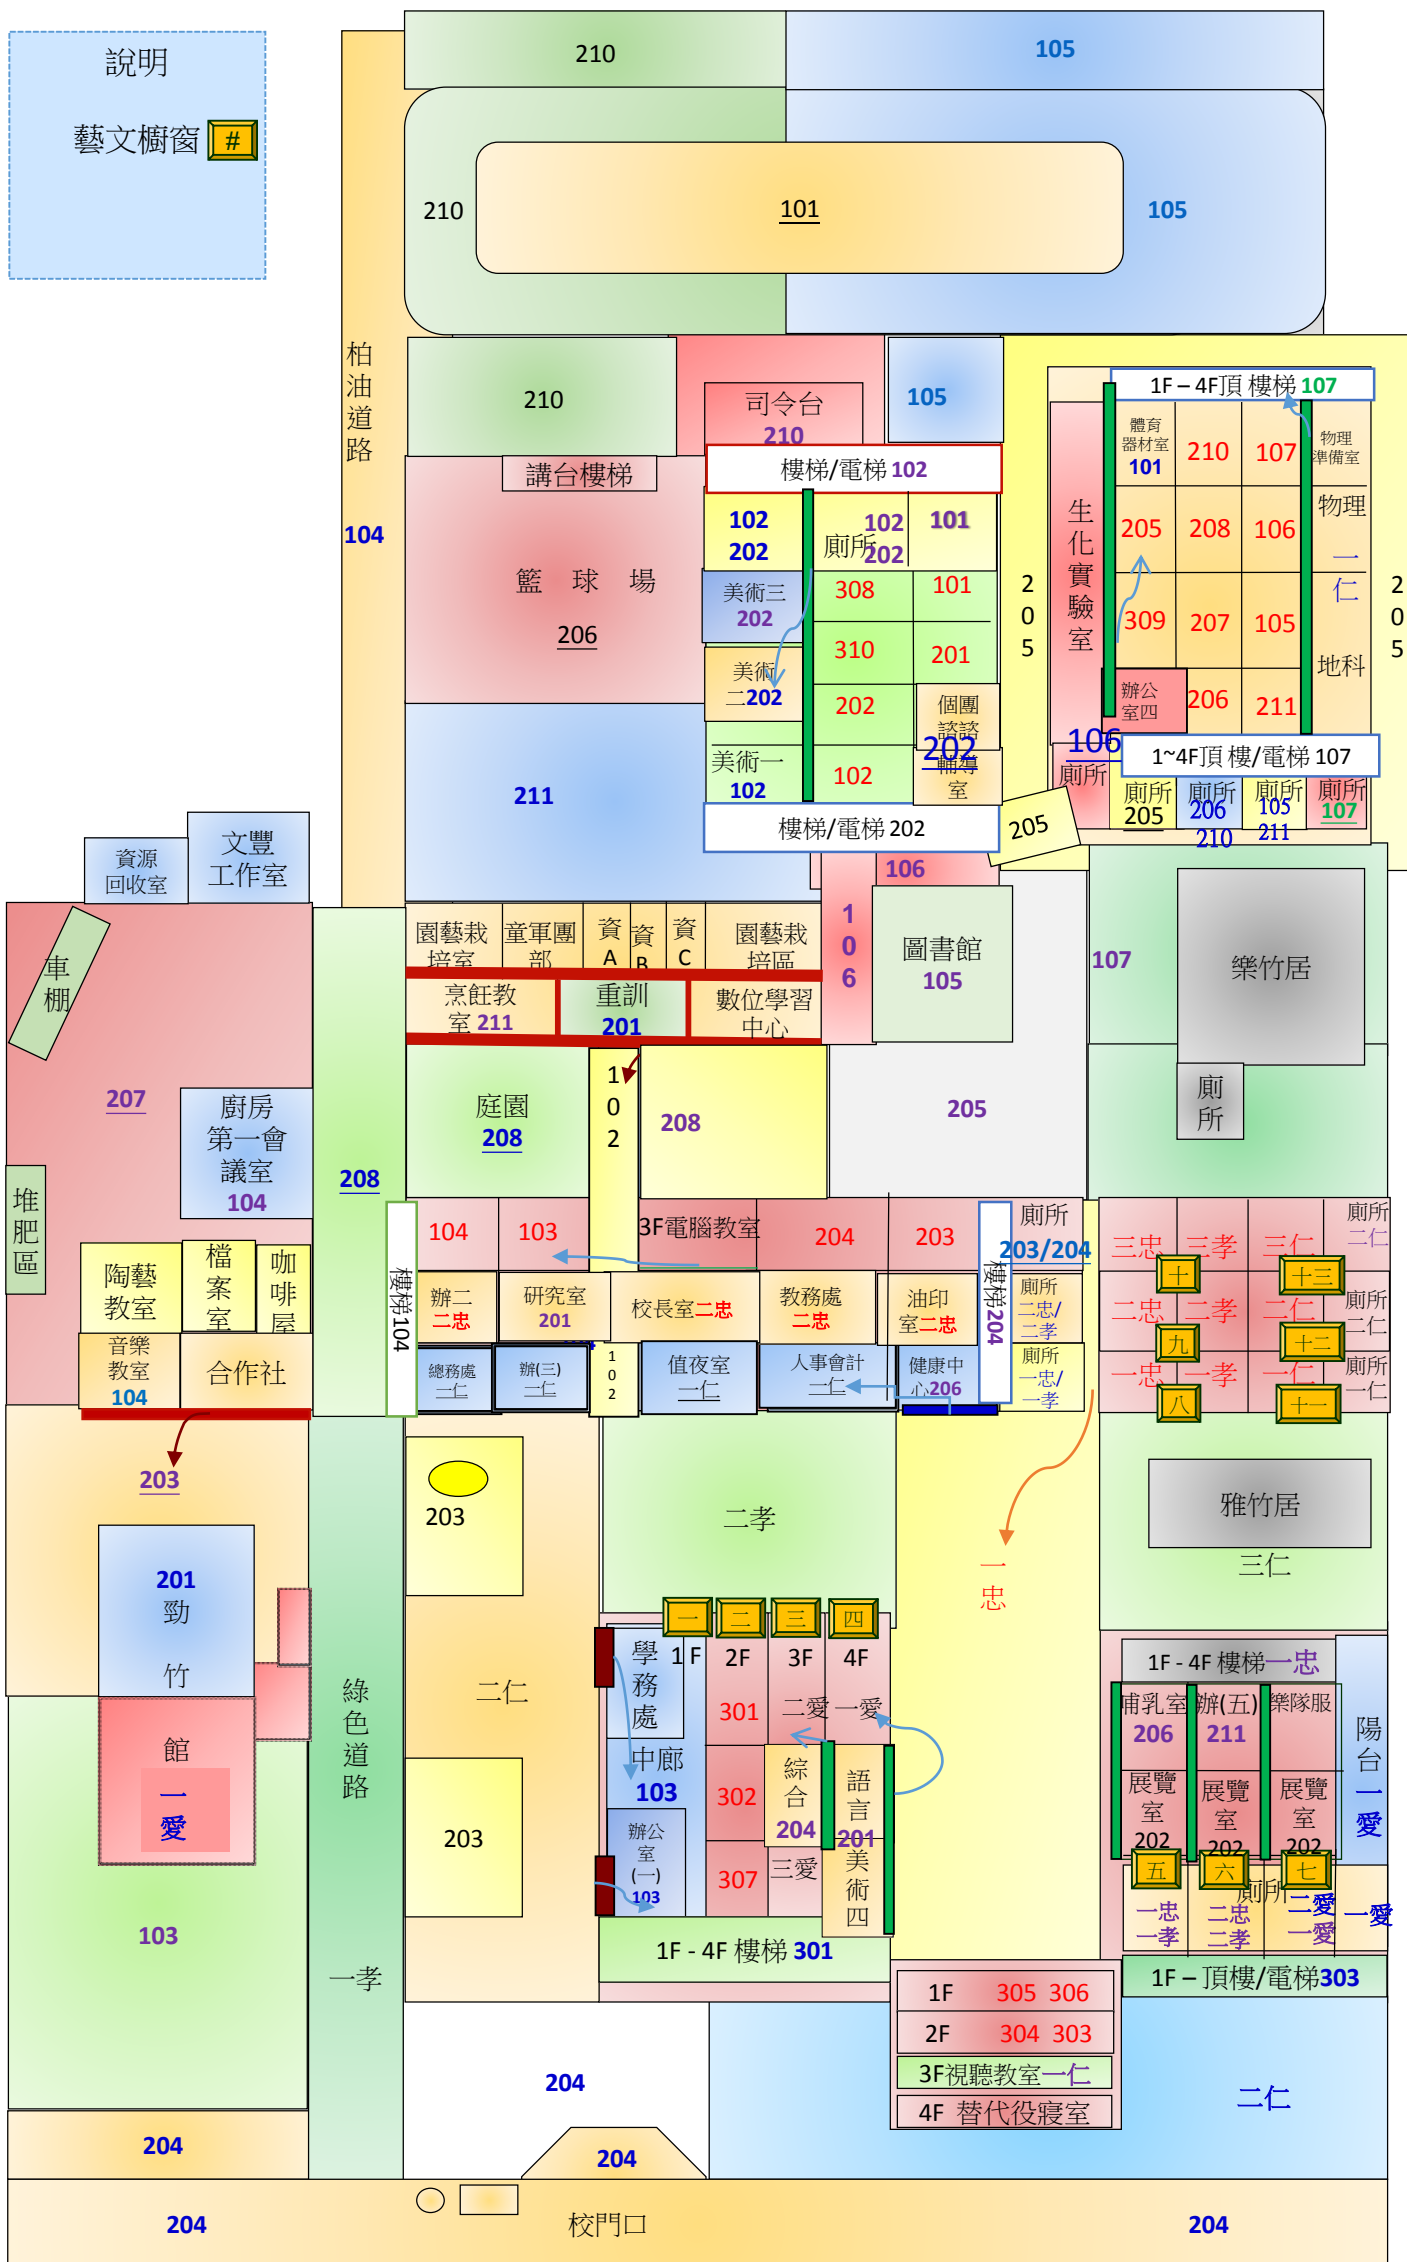 說明
藝文櫥窗 #
210
105
210
101
105
柏油道路
104
210
司令台
210
105
講台樓梯
樓梯/電梯 102
籃 球 場
206
102
202
廁所
102
202
101
美術三
202
美術
二202
美術一
102
308
101
310
201
202
個團
諮諮
202
102
輔導
室
樓梯/電梯 202
205
205
205
1F – 4F頂 樓梯 107
生化實驗室
體育
器材室
101
210
107
物理
準備室
205
208
106
物理
一仁
309
207
105
地科
辦公
室四
206
211
106
1~4F頂 樓/電梯 107
廁所
廁所
205
廁所
206
210
廁所
105
211
廁所
107
211
資源
回收室
文豐
工作室
106
106
園藝栽
培室
童軍團
部
資
A
資
B
資
C
園藝栽
培區
圖書館
105
107
樂竹居
車棚
烹飪教
室 211
重訓
201
數位學習
中心
207
廚房
第一會
議室
104
208
庭園
208
102
208
205
廁所
堆肥區
陶藝
教室
檔案室
咖啡屋
音樂
教室
104
合作社
樓梯104
104
103
3F電腦教室
204
203
樓梯204
廁所
203/204
辦二
二忠
研究室
201
校長室二忠
教務處
二忠
油印
室二忠
廁所
二忠/
二孝
總務處
二仁
辦(三)
二仁
102
值夜室
二仁
人事會計
二仁
健康中
心206
廁所
一忠/
一孝
三忠
三孝
三仁
廁所
二仁
十
十三
二忠
二孝
二仁
廁所
二仁
九
十二
一忠
一孝
一仁
廁所
一仁
八
十一
203
203
二孝
一忠
雅竹居
三仁
201
勁
竹
館
一
愛
綠色道路
一孝
二仁
203
103
一
二
三
四
學務處
1 F
2F
3F
4F
301
二愛
一愛
中廊
103
302
綜合
204
語言
201
辦公
室
(一)
103
307
三愛
美術四
1F - 4F 樓梯 301
1F - 4F 樓梯一忠
哺乳室
206
辦(五)
211
樂隊服
陽台
一愛
展覽
室
202
展覽
室
202
展覽
室
202
五
六
七
廁所
一忠
一孝
二忠
二孝
二愛
一愛
一愛
1F – 頂樓/電梯303
1F 305 306
2F 304 303
3F視聽教室一仁
4F 替代役寢室
204
二仁
204
204
204
校門口
204